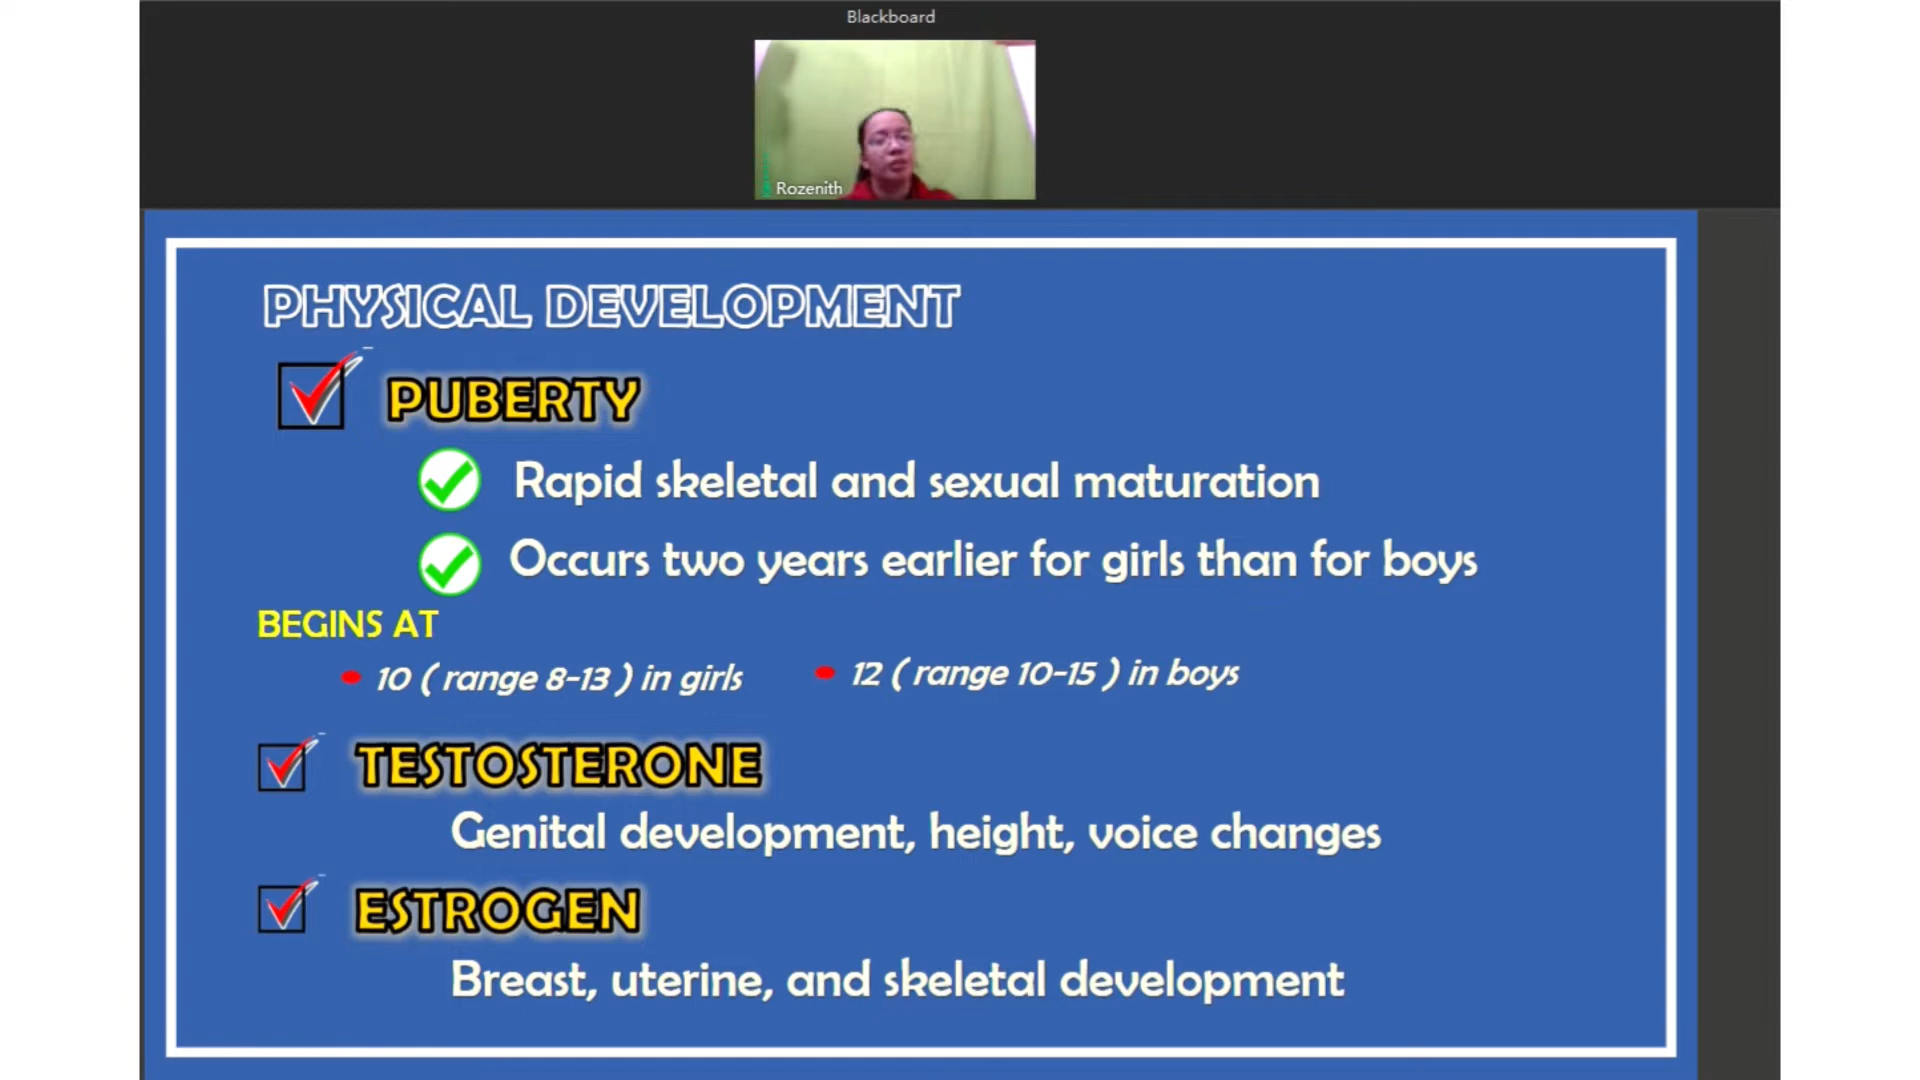 Blackboard
Rozenith
PHYSICAL DEVELOPMENT
PUBERTY
Rapid skeletal and sexual maturation
Occurs two years earlier for girls than for boys
BEGINS AT
10 ( range 8-13 ) in girls
12 ( range 10-15 ) in boys
TESTOSTERONE
Genital development, height, voice changes
ESTROGEN
Breast, uterine, and skeletal development